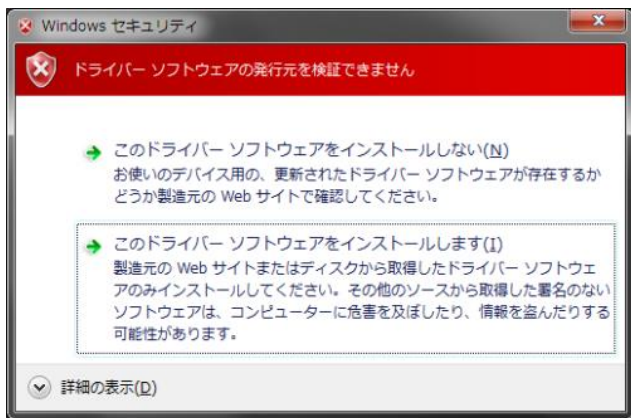 Windows セキュリティ
ドライバー ソフトウェアの発行元を検証できません
このドライバー ソフトウェアをインストールしない(N)
お使いのデバイス用の、更新されたドライバー ソフトウェアが存在するか
どうか製造元の Web サイトで確認してください。
このドライバー ソフトウェアをインストールします(I)
製造元の Web サイトまたはディスクから取得したドライバー ソフトウェ
アのみインストールしてください。その他のソースから取得した署名のない
ソフトウェアは、コンピューターに危害を及ぼしたり、情報を盗んだりする
可能性があります。
詳細の表示(D)